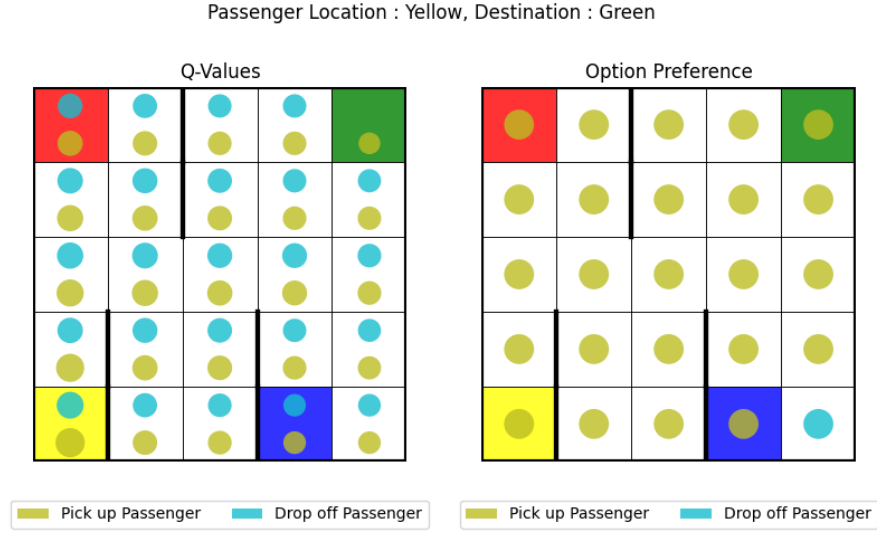 Passenger Location : Yellow, Destination : Green
Q-Values
Option Preference
Pick up Passenger
Drop off Passenger
Pick up Passenger
Drop off Passenger